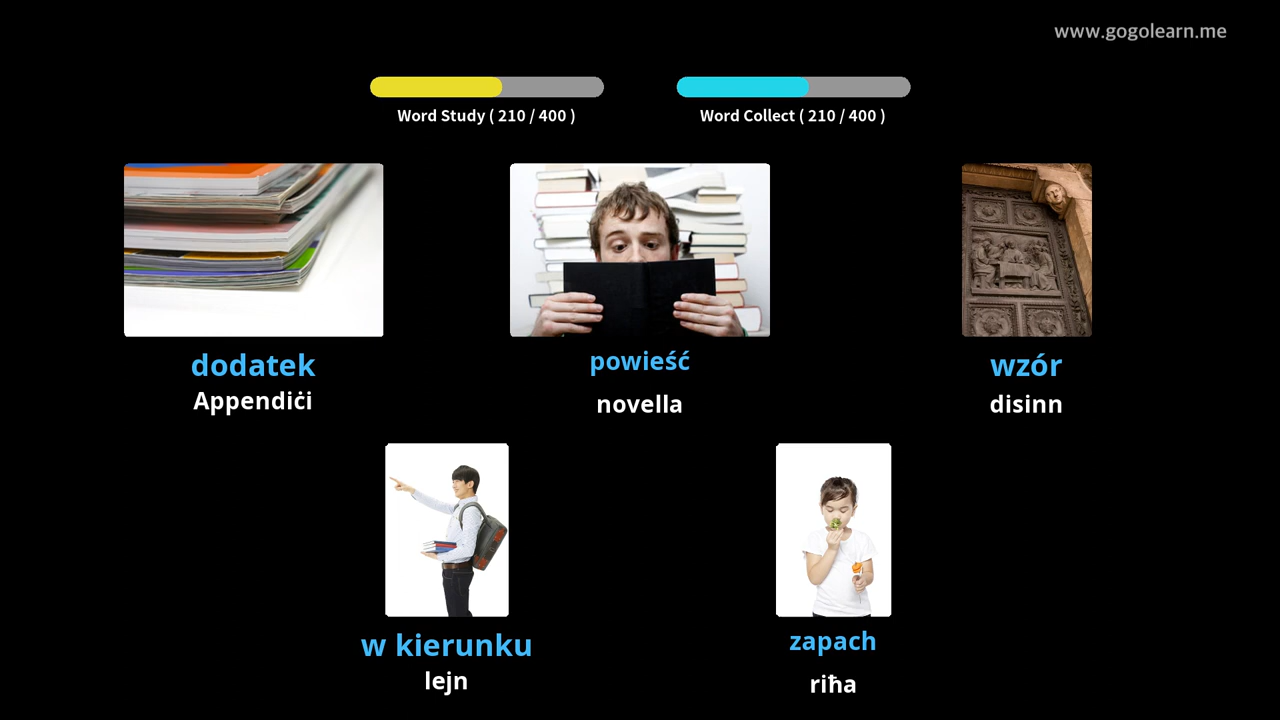 www.gogolearn.me
Word Study ( 210 / 400 )
Word Collect ( 210 / 400 )
dodatek
Appendiċi
powieść
novella
wzór
disinn
w kierunku
lejn
zapach
riħa